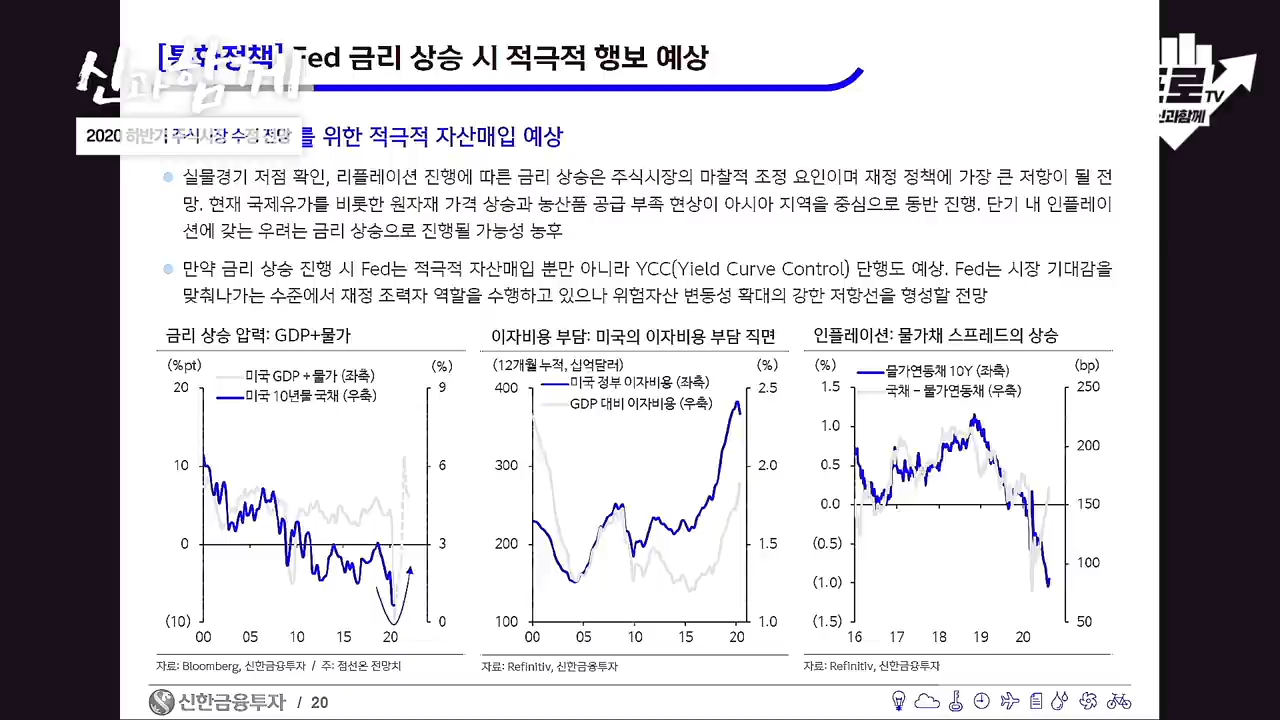 [통화정책] Fed 금리 상승 시 적극적 행보 예상
신과함께
2020 하반기 주식시장 수정 전망
프로TV
신과함께
를 위한 적극적 자산매입 예상
실물경기 저점 확인, 리플레이션 진행에 따른 금리 상승은 주식시장의 마찰적 조정 요인이며 재정 정책에 가장 큰 저항이 될 전
망. 현재 국제유가를 비롯한 원자재 가격 상승과 농산품 공급 부족 현상이 아시아 지역을 중심으로 동반 진행. 단기 내 인플레이
션에 갖는 우려는 금리 상승으로 진행될 가능성 농후
만약 금리 상승 진행 시 Fed는 적극적 자산매입 뿐만 아니라 YCC(Yield Curve Control) 단행도 예상. Fed는 시장 기대감을
맞춰나가는 수준에서 재정 조력자 역할을 수행하고 있으나 위험자산 변동성 확대의 강한 저항선을 형성할 전망
금리 상승 압력: GDP+물가
(%pt)
(%)
미국 GDP + 물가 (좌축)
미국 10년물 국채 (우축)
20
10
0
(10)
9
6
3
0
00 05 10 15 20
자료: Bloomberg, 신한금융투자 / 주: 점선은 전망치
이자비용 부담: 미국의 이자비용 부담 직면
(12개월 누적, 십억달러)
(%)
미국 정부 이자비용 (좌축)
GDP 대비 이자비용 (우축)
400
300
200
100
2.5
2.0
1.5
1.0
00 05 10 15 20
자료: Refinitiv, 신한금융투자
인플레이션: 물가채 스프레드의 상승
(%)
(bp)
물가연동채 10Y (좌축)
국채 – 물가연동채 (우축)
1.5
1.0
0.5
0.0
(0.5)
(1.0)
(1.5)
250
200
150
100
50
16 17 18 19 20
자료: Refinitiv, 신한금융투자
신한금융투자 / 20